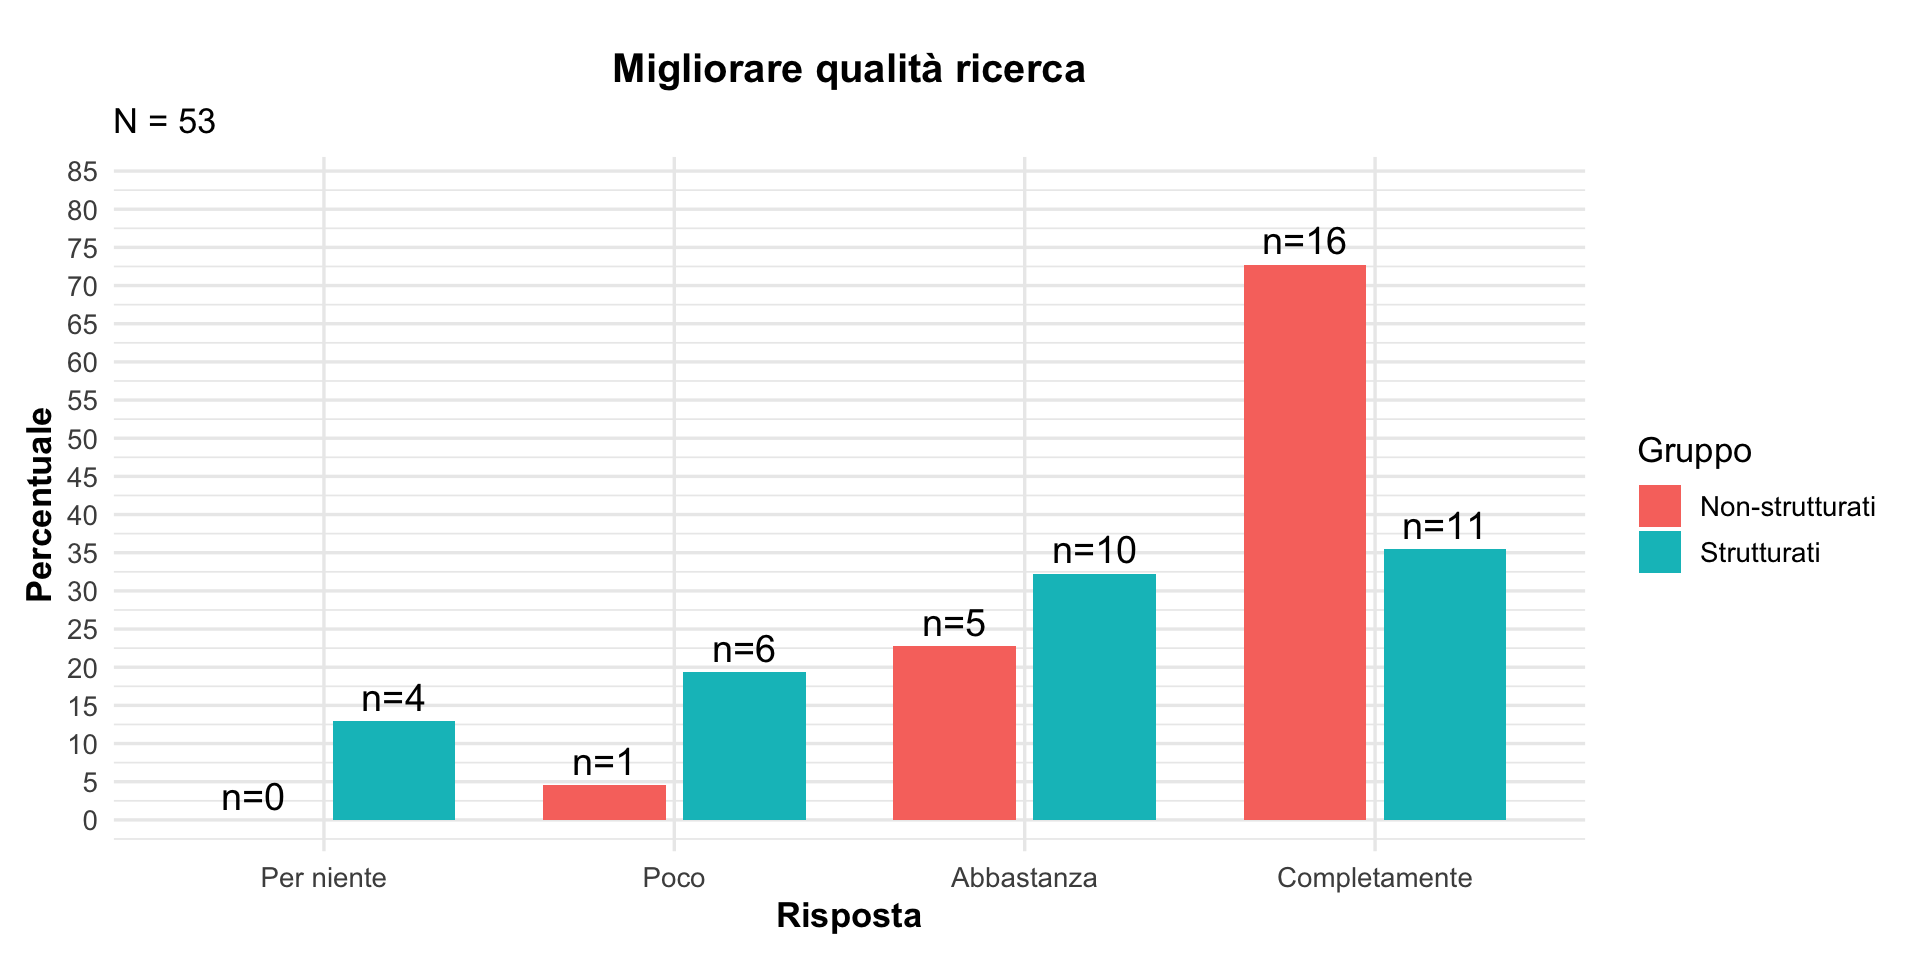 Migliorare qualità ricerca
N = 53
85
80
75
70
65
60
55
50
45
40
35
30
25
20
15
10
5
0
Percentuale
n=0
n=4
n=1
n=6
n=5
n=10
n=16
n=11
Per niente
Poco
Abbastanza
Completamente
Risposta
Gruppo
Non-strutturati
Strutturati